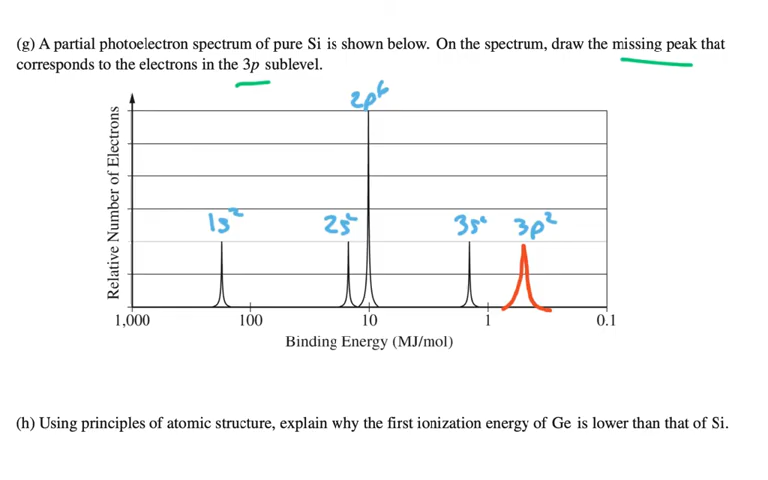 (g) A partial photoelectron spectrum of pure Si is shown below. On the spectrum, draw the missing peak that
corresponds to the electrons in the 3p sublevel.
2p⁶
Relative Number of Electrons
1s²
2s²
3s²
3p²
1,000
100
10
1
0.1
Binding Energy (MJ/mol)
(h) Using principles of atomic structure, explain why the first ionization energy of Ge is lower than that of Si.